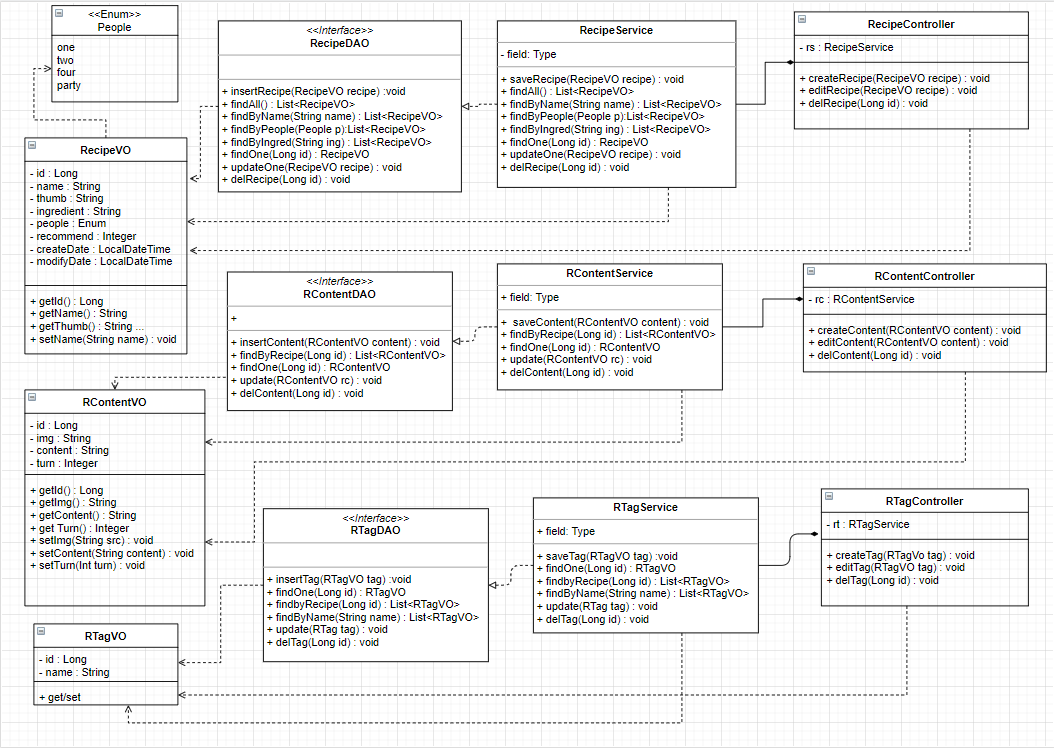 <<Enum>>
People
one
two
four
party
<<Interface>>
RecipeDAO
+ insertRecipe(RecipeVO recipe) :void
+ findAll() : List<RecipeVO>
+ findByName(String name) : List<RecipeVO>
+ findByPeople(People p):List<RecipeVO>
+ findByIngred(String ing) : List<RecipeVO>
+ findOne(Long id) : RecipeVO
+ updateOne(RecipeVO recipe) : void
+ delRecipe(Long id) : void
RecipeService
- field: Type
+ saveRecipe(RecipeVO recipe) : void
+ findAll() : List<RecipeVO>
+ findByName(String name) : List<RecipeVO>
+ findByPeople(People p):List<RecipeVO>
+ findByIngred(String ing) : List<RecipeVO>
+ findOne(Long id) : RecipeVO
+ updateOne(RecipeVO recipe) : void
+ delRecipe(Long id) : void
RecipeController
- rs : RecipeService
+ createRecipe(RecipeVO recipe) : void
+ editRecipe(RecipeVO recipe) : void
+ delRecipe(Long id) : void
RecipeVO
- id : Long
- name : String
- thumb : String
- ingredient : String
- people : Enum
- recommend : Integer
- createDate : LocalDateTime
- modifyDate : LocalDateTime
+ getId() : Long
+ getName() : String
+ getThumb() : String ...
+ setName(String name) : void
<<Interface>>
RContentDAO
+
+ insertContent(RContentVO content) : void
+ findByRecipe(Long id) : List<RContentVO>
+ findOne(Long id) : RContentVO
+ update(RContentVO rc) : void
+ delContent(Long id) : void
RContentService
+ field: Type
+ saveContent(RContentVO content) : void
+ findByRecipe(Long id) : List<RContentVO>
+ findOne(Long id) : RContentVO
+ update(RContentVO rc) : void
+ delContent(Long id) : void
RContentController
- rc : RContentService
+ createContent(RContentVO content) : void
+ editContent(RContentVO content) : void
+ delContent(Long id) : void
RContentVO
- id : Long
- img : String
- content : String
- turn : Integer
+ getId() : Long
+ getImg() : String
+ getContent() : String
+ get Turn() : Integer
+ setImg(String src) : void
+ setContent(String content) : void
+ setTurn(Int turn) : void
<<Interface>>
RTagDAO
+ insertTag(RTagVO tag) :void
+ findOne(Long id) : RTagVO
+ findbyRecipe(Long id) : List<RTagVO>
+ findByName(String name) : List<RTagVO>
+ update(RTag tag) : void
+ delTag(Long id) : void
RTagService
+ field: Type
+ saveTag(RTagVO tag) :void
+ findOne(Long id) : RTagVO
+ findbyRecipe(Long id) : List<RTagVO>
+ findByName(String name) : List<RTagVO>
+ update(RTag tag) : void
+ delTag(Long id) : void
RTagController
- rt : RTagService
+ createTag(RTagVo tag) : void
+ editTag(RTagVO tag) : void
+ delTag(Long id) : void
RTagVO
- id : Long
- name : String
+ get/set